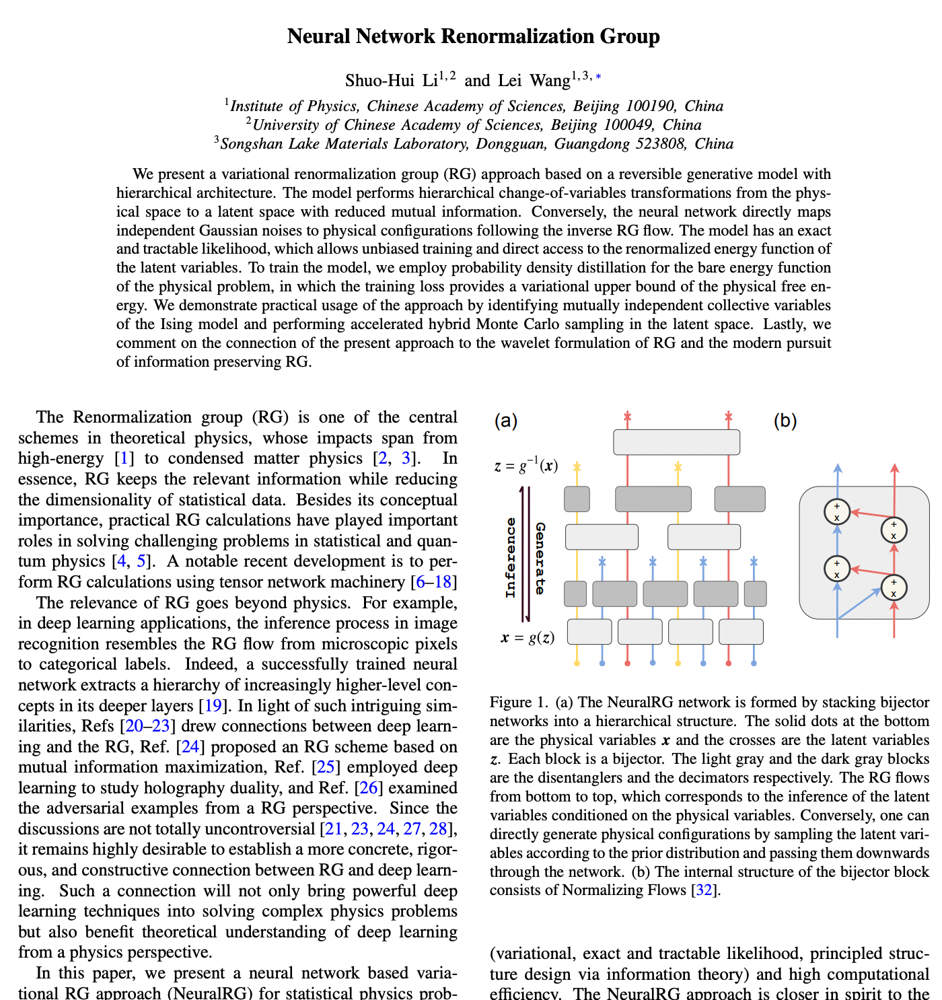 Neural Network Renormalization Group
Shuo-Hui Li1,2 and Lei Wang1,3,*
1Institute of Physics, Chinese Academy of Sciences, Beijing 100190, China
2University of Chinese Academy of Sciences, Beijing 100049, China
3Songshan Lake Materials Laboratory, Dongguan, Guangdong 523808, China
We present a variational renormalization group (RG) approach based on a reversible generative model with
hierarchical architecture. The model performs hierarchical change-of-variables transformations from the phys-
ical space to a latent space with reduced mutual information. Conversely, the neural network directly maps
independent Gaussian noises to physical configurations following the inverse RG flow. The model has an exact
and tractable likelihood, which allows unbiased training and direct access to the renormalized energy function of
the latent variables. To train the model, we employ probability density distillation for the bare energy function
of the physical problem, in which the training loss provides a variational upper bound of the physical free en-
ergy. We demonstrate practical usage of the approach by identifying mutually independent collective variables
of the Ising model and performing accelerated hybrid Monte Carlo sampling in the latent space. Lastly, we
comment on the connection of the present approach to the wavelet formulation of RG and the modern pursuit
of information preserving RG.
The Renormalization group (RG) is one of the central
schemes in theoretical physics, whose impacts span from
high-energy [1] to condensed matter physics [2, 3]. In
essence, RG keeps the relevant information while reducing
the dimensionality of statistical data. Besides its conceptual
importance, practical RG calculations have played important
roles in solving challenging problems in statistical and quan-
tum physics [4, 5]. A notable recent development is to per-
form RG calculations using tensor network machinery [6–18]
The relevance of RG goes beyond physics. For example,
in deep learning applications, the inference process in image
recognition resembles the RG flow from microscopic pixels
to categorical labels. Indeed, a successfully trained neural
network extracts a hierarchy of increasingly higher-level con-
cepts in its deeper layers [19]. In light of such intriguing sim-
ilarities, Refs [20–23] drew connections between deep learn-
ing and the RG, Ref. [24] proposed an RG scheme based on
mutual information maximization, Ref. [25] employed deep
learning to study holography duality, and Ref. [26] examined
the adversarial examples from a RG perspective. Since the
discussions are not totally uncontroversial [21, 23, 24, 27, 28],
it remains highly desirable to establish a more concrete, rigor-
ous, and constructive connection between RG and deep learn-
ing. Such a connection will not only bring powerful deep
learning techniques into solving complex physics problems
but also benefit theoretical understanding of deep learning
from a physics perspective.
In this paper, we present a neural network based varia-
tional RG approach (NeuralRG) for statistical physics prob-
(a)
z = g⁻¹(x)
Inference
Generate
x = g(z)
(b)
+
x
+
x
+
x
+
x
Figure 1. (a) The NeuralRG network is formed by stacking bijector
networks into a hierarchical structure. The solid dots at the bottom
are the physical variables x and the crosses are the latent variables
z. Each block is a bijector. The light gray and the dark gray blocks
are the disentanglers and the decimators respectively. The RG flows
from bottom to top, which corresponds to the inference of the latent
variables conditioned on the physical variables. Conversely, one can
directly generate physical configurations by sampling the latent vari-
ables according to the prior distribution and passing them downwards
through the network. (b) The internal structure of the bijector block
consists of Normalizing Flows [32].
(variational, exact and tractable likelihood, principled struc-
ture design via information theory) and high computational
efficiency. The NeuralRG approach is closer in spirit to the